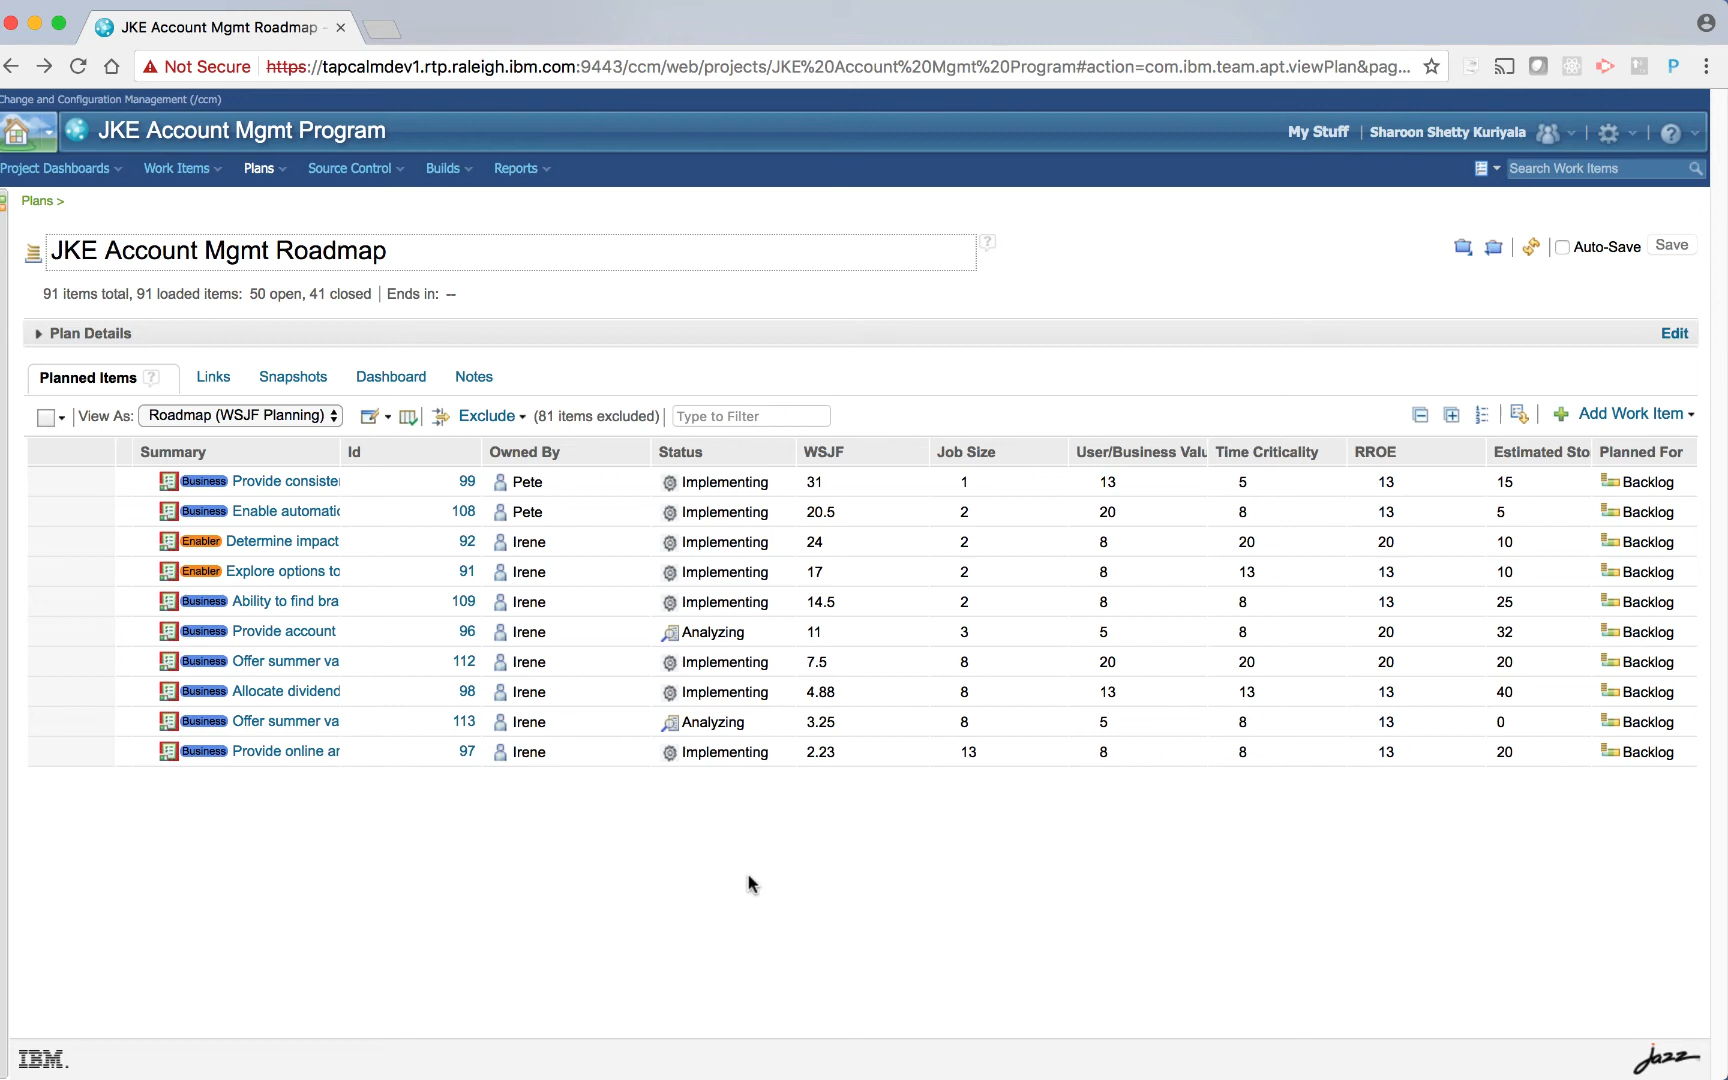 JKE Account Mgmt Roadmap -
Not Secure https://tapcalmdev1.rtp.raleigh.ibm.com:9443/ccm/web/projects/JKE%20Account%20Mgmt%20Program#action=com.ibm.team.apt.viewPlan&pag... P
Change and Configuration Management (/ccm)
JKE Account Mgmt Program My Stuff | Sharoon Shetty Kuriyala
Project Dashboards Work Items Plans Source Control Builds Reports Search Work Items
Plans >
JKE Account Mgmt Roadmap ? Auto-Save Save
91 items total, 91 loaded items: 50 open, 41 closed | Ends in: --
Plan Details Edit
Planned Items ? Links Snapshots Dashboard Notes
View As: Roadmap (WSJF Planning) Exclude (81 items excluded) Type to Filter Add Work Item
Summary Id Owned By Status WSJF Job Size User/Business Valu Time Criticality RROE Estimated Sto Planned For
Business Provide consister 99 Pete Implementing 31 1 13 5 13 15 Backlog
Business Enable automatic 108 Pete Implementing 20.5 2 20 8 13 5 Backlog
Enabler Determine impact 92 Irene Implementing 24 2 8 20 20 10 Backlog
Enabler Explore options to 91 Irene Implementing 17 2 8 13 13 10 Backlog
Business Ability to find bra 109 Irene Implementing 14.5 2 8 8 13 25 Backlog
Business Provide account 96 Irene Analyzing 11 3 5 8 20 32 Backlog
Business Offer summer va 112 Irene Implementing 7.5 8 20 20 20 20 Backlog
Business Allocate dividend 98 Irene Implementing 4.88 8 13 13 13 40 Backlog
Business Offer summer va 113 Irene Analyzing 3.25 8 5 8 13 0 Backlog
Business Provide online ar 97 Irene Implementing 2.23 13 8 8 13 20 Backlog
IBM. jazz